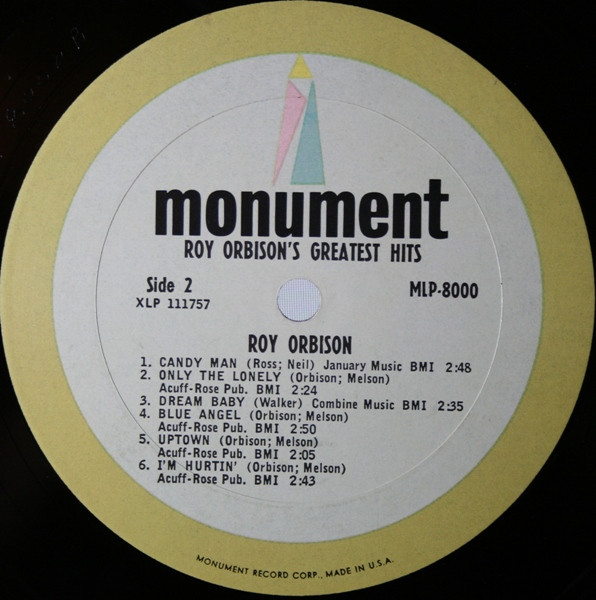 monument
ROY ORBISON'S GREATEST HITS
Side 2
MLP-8000
XLP 111757
ROY ORBISON
1. CANDY MAN (Ross; Neil) January Music BMI 2:48
2. ONLY THE LONELY (Orbison; Melson)
Acuff-Rose Pub. BMI 2:24
3. DREAM BABY (Walker) Combine Music BMI 2:35
4. BLUE ANGEL (Orbison; Melson)
Acuff-Rose Pub. BMI 2:50
5. UPTOWN (Orbison; Melson)
Acuff-Rose Pub. BMI 2:05
6. I'M HURTIN' (Orbison; Melson)
Acuff-Rose Pub. BMI 2:43
MONUMENT RECORD CORP., MADE IN U.S.A.